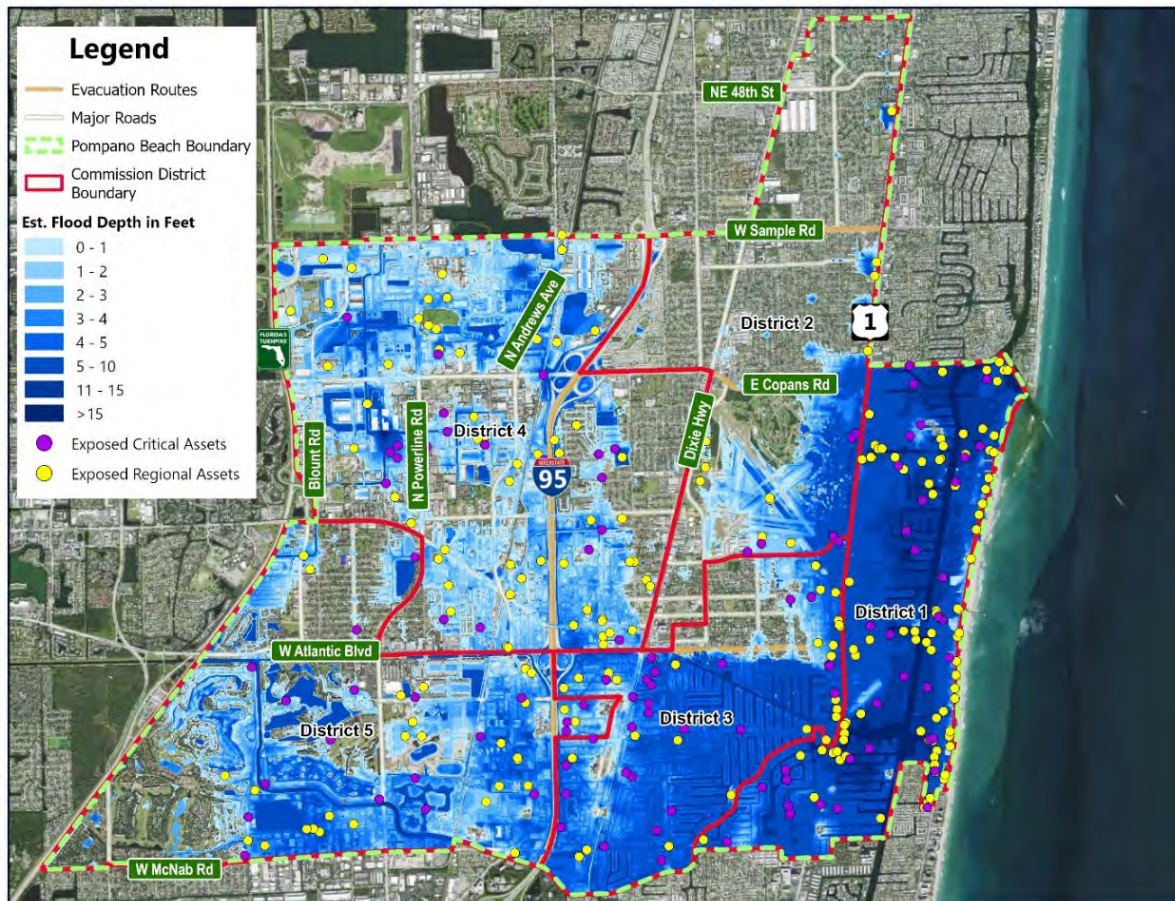 Legend
Evacuation Routes
Major Roads
Pompano Beach Boundary
Commission District
Boundary
Est. Flood Depth in Feet
0 - 1
1 - 2
2 - 3
3 - 4
4 - 5
5 - 10
11 - 15
>15
Exposed Critical Assets
Exposed Regional Assets
NE 48th St
W Sample Rd
N Andrews Ave
District 2
1
FLORIDA'S
TURNPIKE
E Copans Rd
Blount Rd
N Powerline Rd
District 4
Dixie Hwy
INTERSTATE
95
District 1
W Atlantic Blvd
District 5
District 3
W McNab Rd